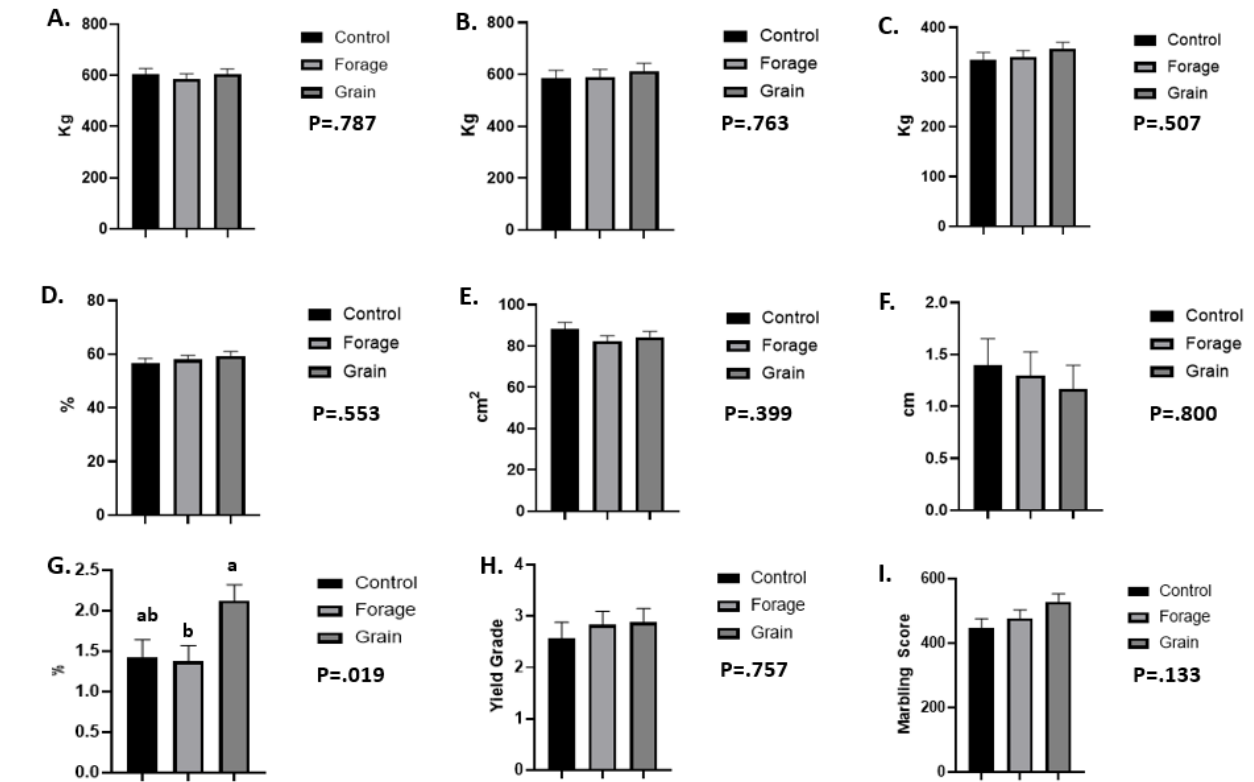 A.
800
600
400
200
0
Kg
Control
Forage
Grain
P=.787
B.
800
600
400
200
0
Kg
Control
Forage
Grain
P=.763
C.
400
300
200
100
0
Kg
Control
Forage
Grain
P=.507
D.
80
60
40
20
0
%
Control
Forage
Grain
P=.553
E.
100
80
60
40
20
0
cm²
Control
Forage
Grain
P=.399
F.
2.0
1.5
1.0
0.5
0.0
cm
Control
Forage
Grain
P=.800
G.
2.5
2.0
1.5
1.0
0.5
0.0
%
ab
b
a
Control
Forage
Grain
P=.019
H.
4
3
2
1
0
Yield Grade
Control
Forage
Grain
P=.757
I.
600
400
200
0
Marbling Score
Control
Forage
Grain
P=.133